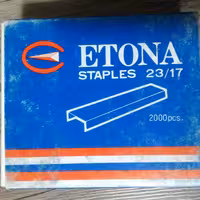 ETONA
STAPLES 23/17
2000pcs.